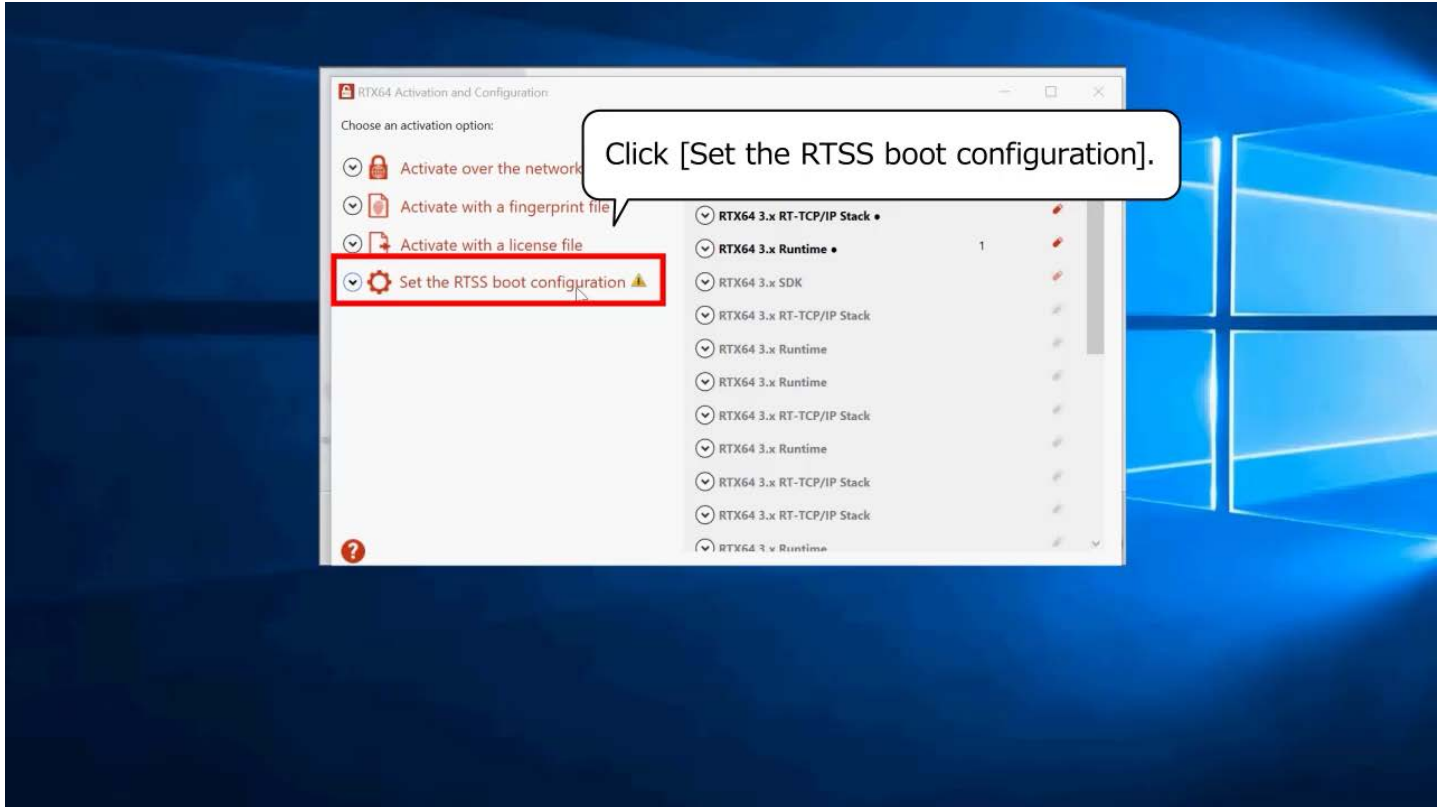 RTX64 Activation and Configuration
Choose an activation option:
Click [Set the RTSS boot configuration].
Activate over the network
Activate with a fingerprint file
Activate with a license file
Set the RTSS boot configuration
RTX64 3.x RT-TCP/IP Stack •
RTX64 3.x Runtime • 1
RTX64 3.x SDK
RTX64 3.x RT-TCP/IP Stack
RTX64 3.x Runtime
RTX64 3.x Runtime
RTX64 3.x RT-TCP/IP Stack
RTX64 3.x Runtime
RTX64 3.x RT-TCP/IP Stack
RTX64 3.x RT-TCP/IP Stack
RTX64 3.x Runtime
?